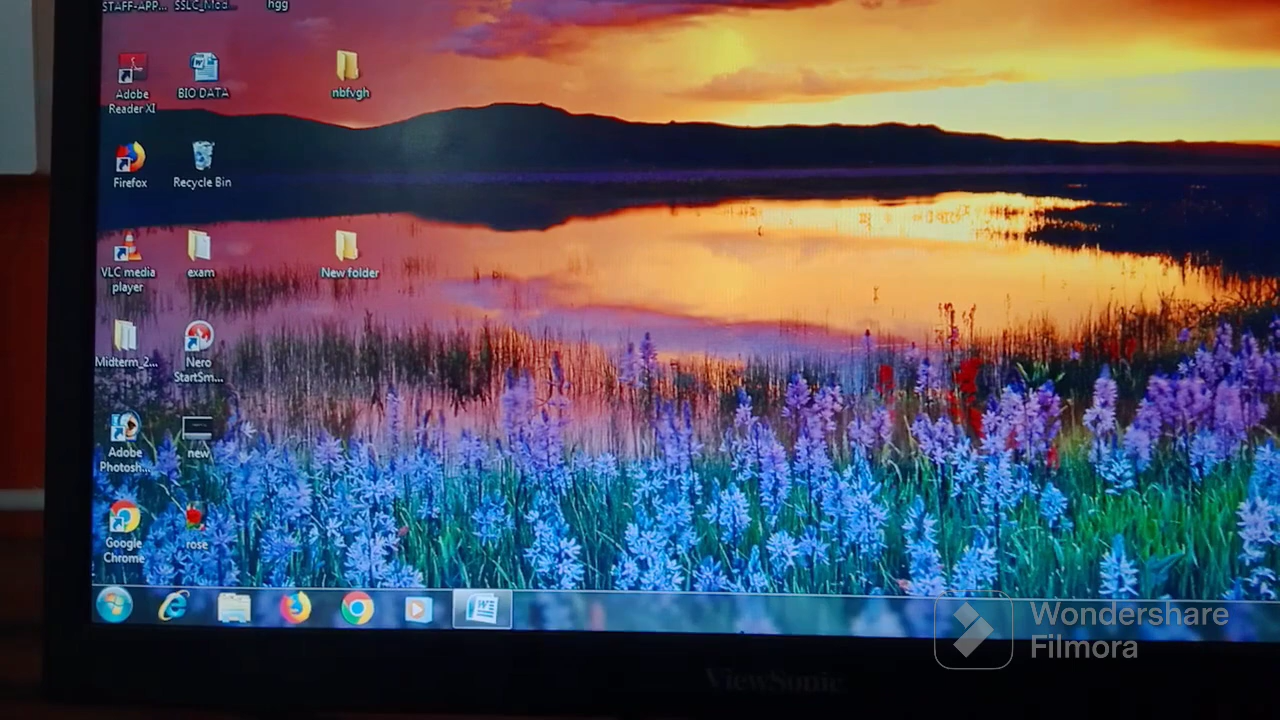 STAFF-APP... SSLC_Mod... hgg
Adobe
Reader XI
BIO DATA
nbfvgh
Firefox
Recycle Bin
VLC media
player
exam
New folder
Midterm_2...
Nero
StartSm...
Adobe
Photosh...
new
Google
Chrome
rose
W
ViewSonic
Wondershare
Filmora